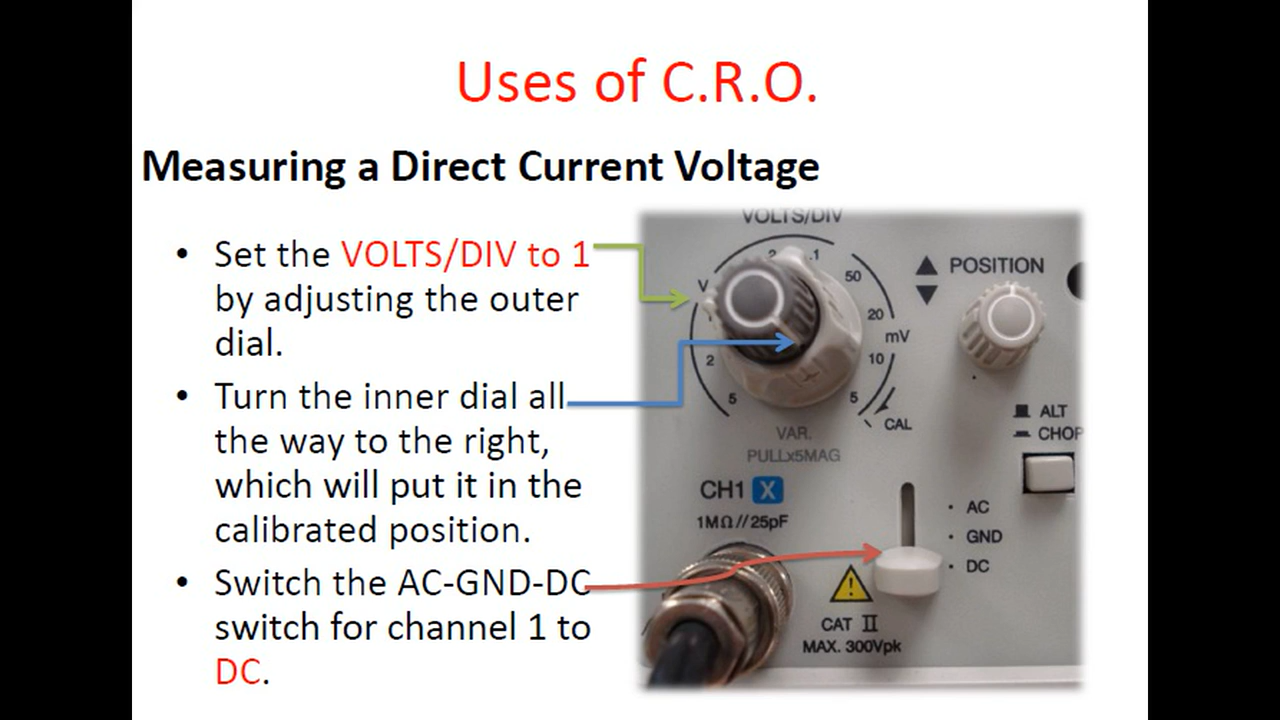 Uses of C.R.O.
Measuring a Direct Current Voltage
• Set the VOLTS/DIV to 1
by adjusting the outer
dial.
• Turn the inner dial all
the way to the right,
which will put it in the
calibrated position.
• Switch the AC-GND-DC
switch for channel 1 to
DC.
VOLTS/DIV
.2 .1
V 50
1 20
mV
2 10
5 5
CAL
VAR.
PULLx5MAG
POSITION
ALT
CHOP
CH1 X
1MΩ//25pF
AC
GND
DC
CAT II
MAX. 300Vpk